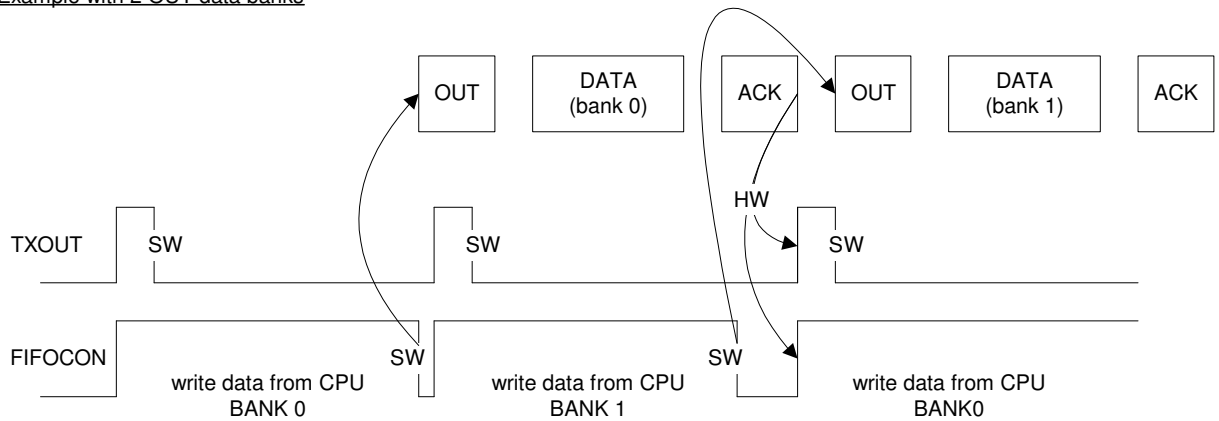 Example with 2 OUT data banks
OUT
DATA
(bank 0)
ACK
OUT
DATA
(bank 1)
ACK
HW
TXOUT
SW
SW
SW
FIFOCON
SW
SW
write data from CPU
BANK 0
write data from CPU
BANK 1
write data from CPU
BANK0